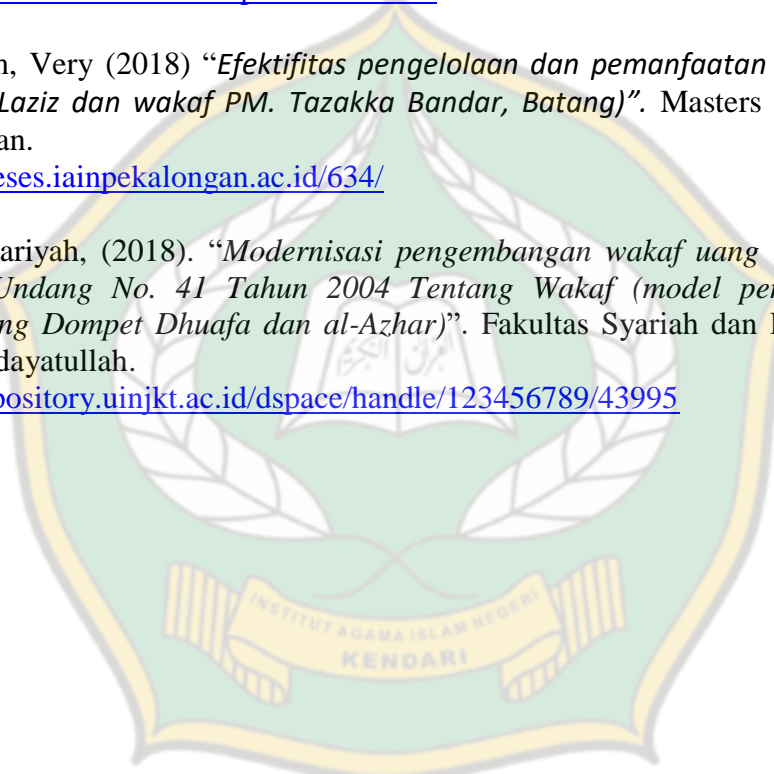 n, Very (2018) “Efektifitas pengelolaan dan pemanfaatan
Laziz dan wakaf PM. Tazakka Bandar, Batang)”. Masters
an.
eses.iainpekalongan.ac.id/634/
ariyah, (2018). “Modernisasi pengembangan wakaf uang
Undang No. 41 Tahun 2004 Tentang Wakaf (model per
ng Dompet Dhuafa dan al-Azhar)”. Fakultas Syariah dan
dayatullah.
pository.uinjkt.ac.id/dspace/handle/123456789/43995
القرآن الكريم
INSTITUT AGAMA ISLAM NEGERI
KENDARI